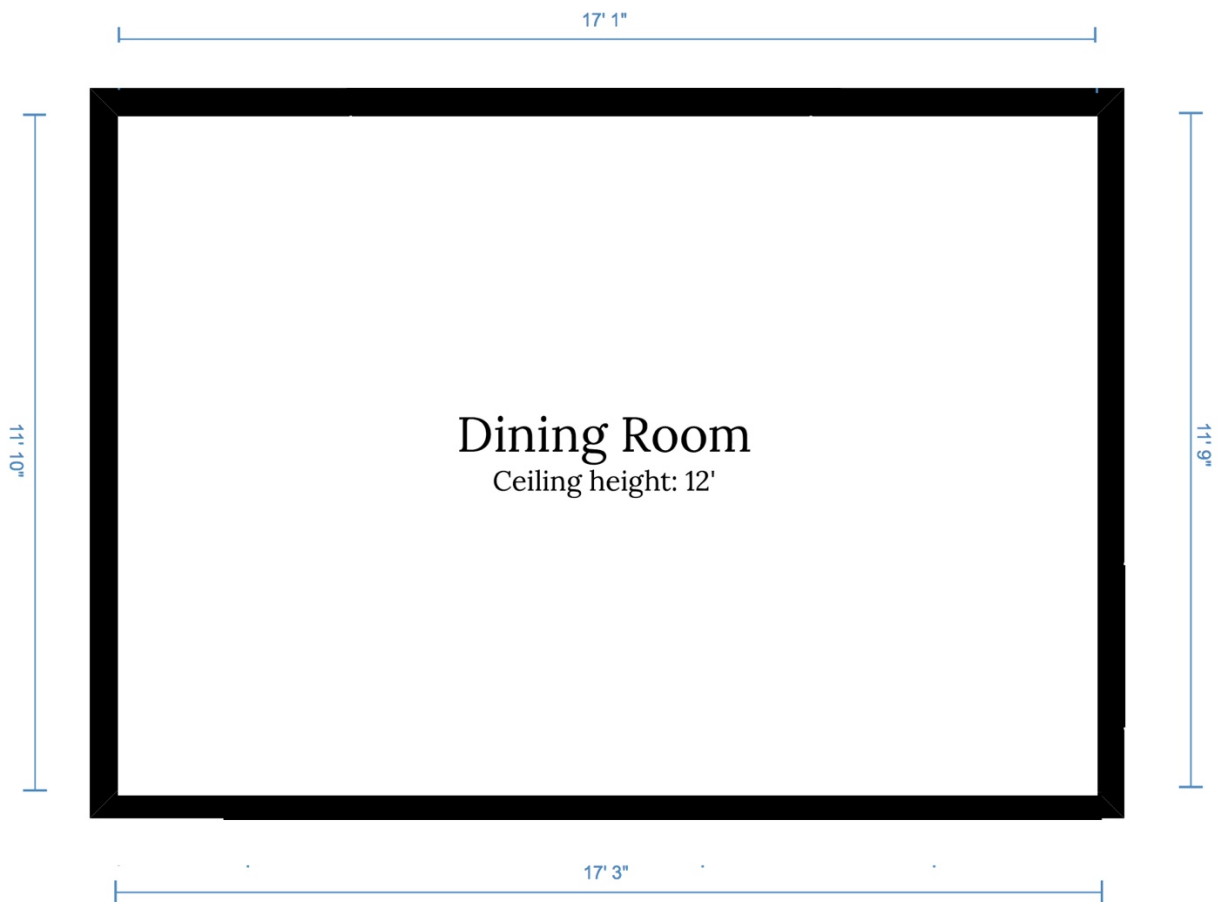 17' 1"
11' 10"
Dining Room
Ceiling height: 12'
11' 9"
17' 3"